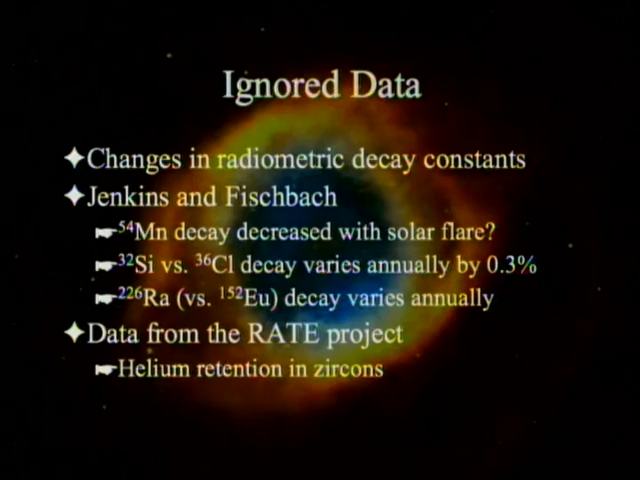 Ignored Data
✦Changes in radiometric decay constants
✦Jenkins and Fischbach
☛⁵⁴Mn decay decreased with solar flare?
☛³²Si vs. ³⁶Cl decay varies annually by 0.3%
☛²²⁶Ra (vs. ¹⁵²Eu) decay varies annually
✦Data from the RATE project
☛Helium retention in zircons